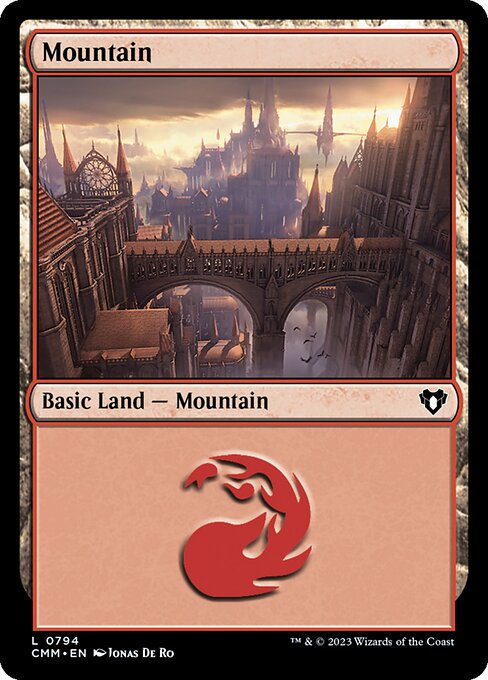 Mountain
Basic Land — Mountain
L 0794
CMM • EN Jonas De Ro
™ & © 2023 Wizards of the Coast